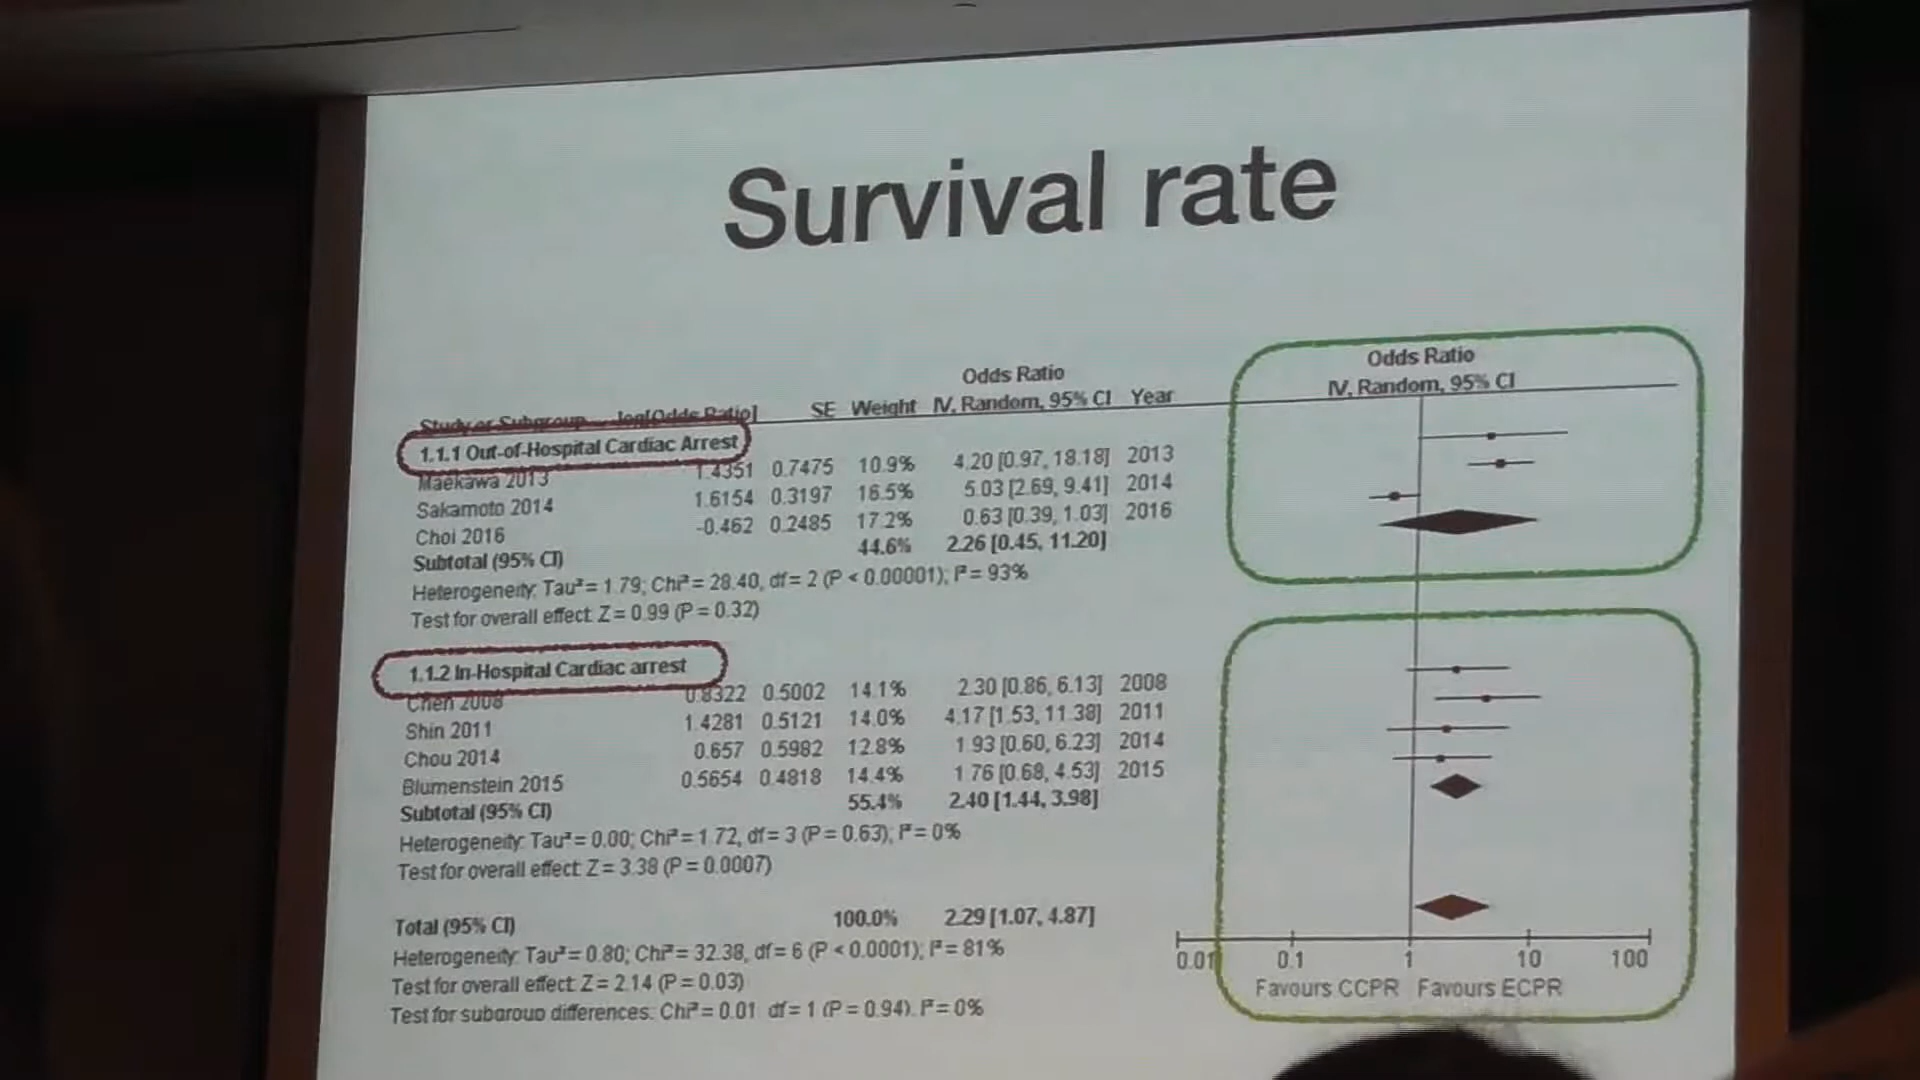 Survival rate
Odds Ratio
Odds Ratio
Study or Subgroup log[Odds Ratio] SE Weight IV, Random, 95% CI Year
IV, Random, 95% CI
1.1.1 Out-of-Hospital Cardiac Arrest
Maekawa 2013 1.4351 0.7475 10.9% 4.20 [0.97, 18.18] 2013
Sakamoto 2014 1.6154 0.3197 16.5% 5.03 [2.69, 9.41] 2014
Choi 2016 -0.462 0.2485 17.2% 0.63 [0.39, 1.03] 2016
Subtotal (95% CI) 44.6% 2.26 [0.45, 11.20]
Heterogeneity: Tau² = 1.79; Chi² = 28.40, df = 2 (P < 0.00001); I² = 93%
Test for overall effect: Z = 0.99 (P = 0.32)
1.1.2 In-Hospital Cardiac arrest
Chen 2008 0.8322 0.5002 14.1% 2.30 [0.86, 6.13] 2008
Shin 2011 1.4281 0.5121 14.0% 4.17 [1.53, 11.38] 2011
Chou 2014 0.657 0.5982 12.8% 1.93 [0.60, 6.23] 2014
Blumenstein 2015 0.5654 0.4818 14.4% 1.76 [0.68, 4.53] 2015
Subtotal (95% CI) 55.4% 2.40 [1.44, 3.98]
Heterogeneity: Tau² = 0.00; Chi² = 1.72, df = 3 (P = 0.63); I² = 0%
Test for overall effect: Z = 3.38 (P = 0.0007)
Total (95% CI) 100.0% 2.29 [1.07, 4.87]
Heterogeneity: Tau² = 0.80; Chi² = 32.38, df = 6 (P < 0.0001); I² = 81%
Test for overall effect: Z = 2.14 (P = 0.03)
Test for subgroup differences: Chi² = 0.01 df = 1 (P = 0.94). I² = 0%
0.01 0.1 1 10 100
Favours CCPR Favours ECPR